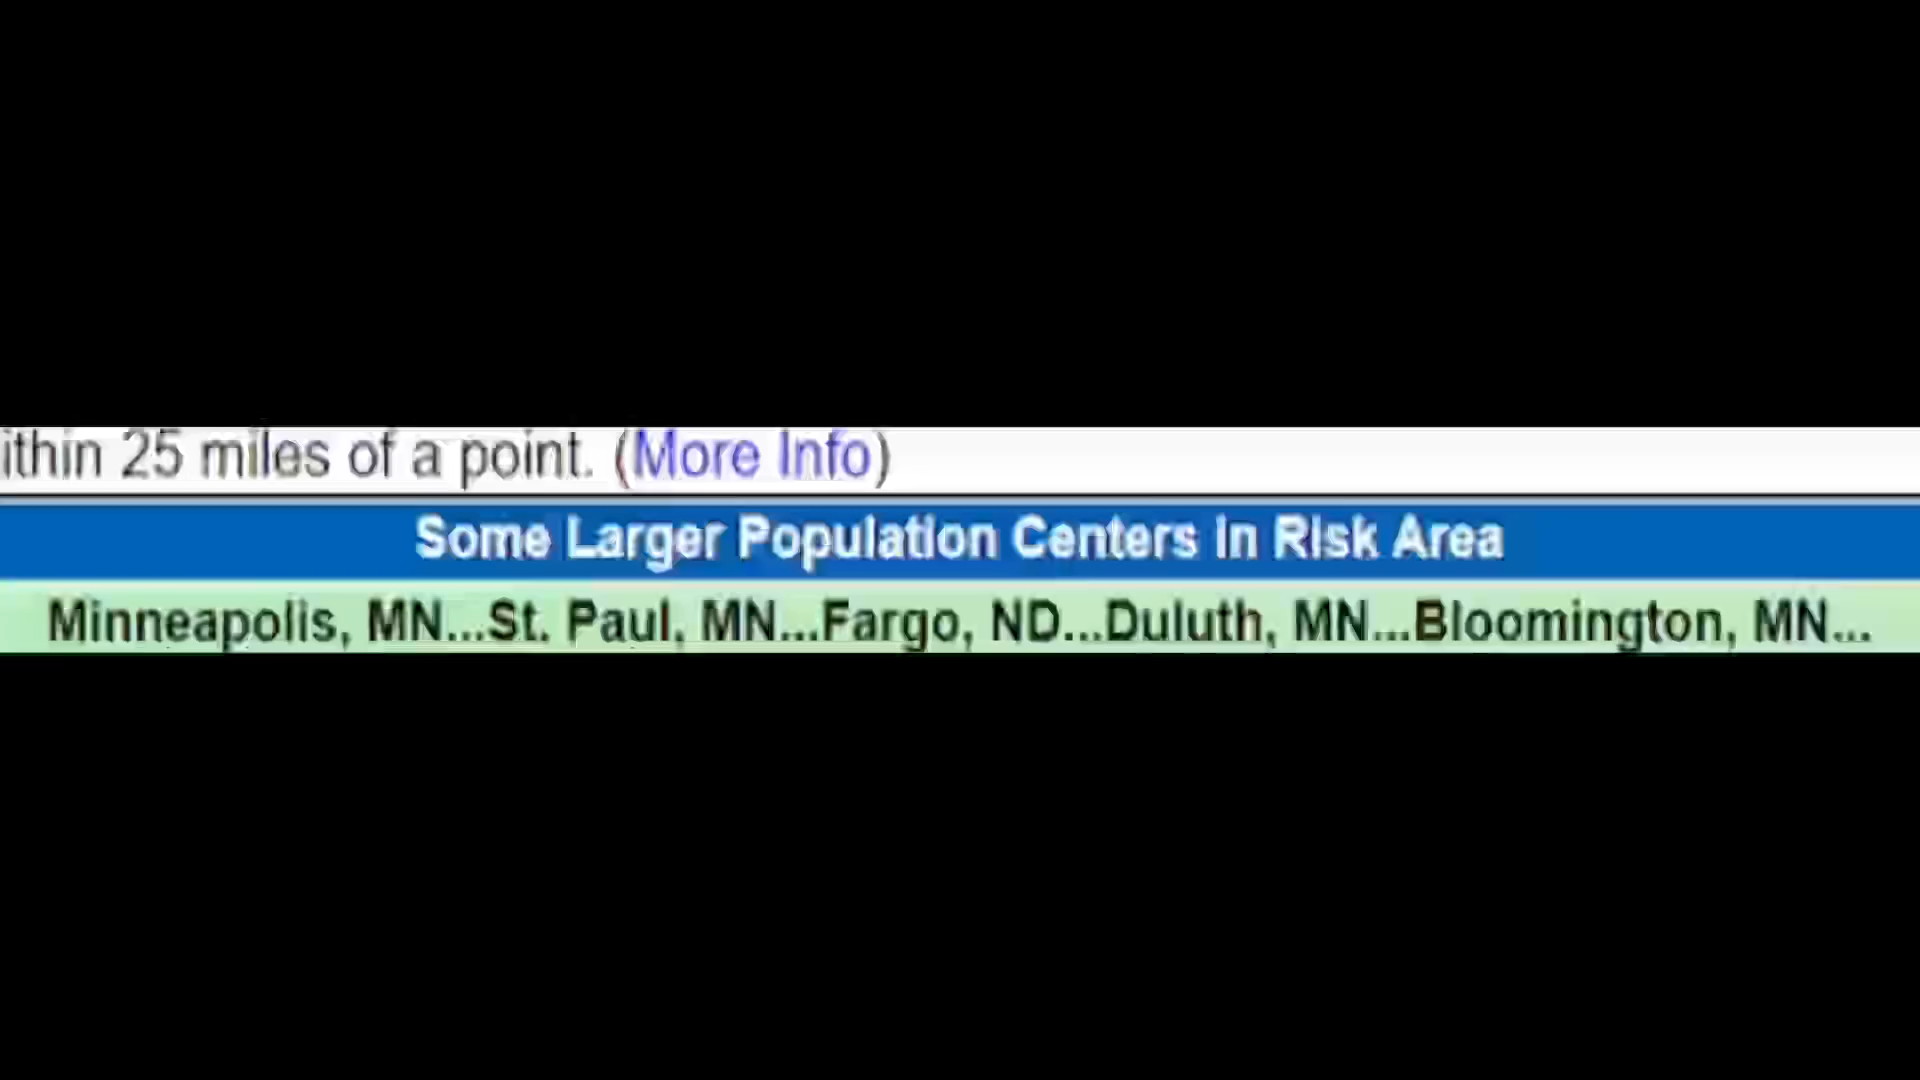 ithin 25 miles of a point. (More Info)
Some Larger Population Centers in Risk Area
Minneapolis, MN...St. Paul, MN...Fargo, ND...Duluth, MN...Bloomington, MN...